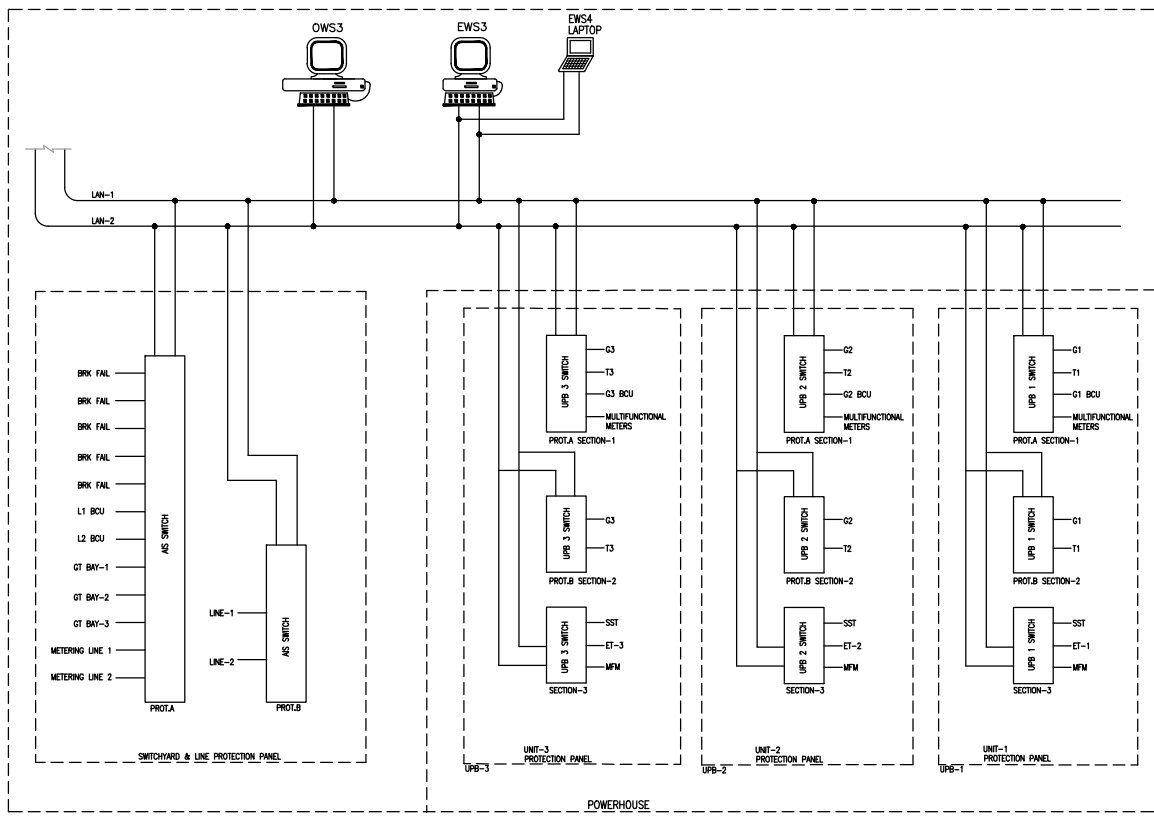 OWS3
EWS3
EWS4
LAPTOP
LAN-1
LAN-2
BRK FAIL
BRK FAIL
BRK FAIL
BRK FAIL
BRK FAIL
L1 BCU
L2 BCU
GT BAY-1
GT BAY-2
GT BAY-3
METERING LINE 1
METERING LINE 2
AIS SWITCH
PROT.A
LINE-1
LINE-2
AIS SWITCH
PROT.B
SWITCHYARD & LINE PROTECTION PANEL
UPB 3 SWITCH
G3
T3
G3 BCU
MULTIFUNCTIONAL
METERS
PROT.A SECTION-1
UPB 3 SWITCH
G3
T3
PROT.B SECTION-2
UPB 3 SWITCH
SST
ET-3
MFM
SECTION-3
UNIT-3
PROTECTION PANEL
UPB-3
UPB 2 SWITCH
G2
T2
G2 BCU
MULTIFUNCTIONAL
METERS
PROT.A SECTION-1
UPB 2 SWITCH
G2
T2
PROT.B SECTION-2
UPB 2 SWITCH
SST
ET-2
MFM
SECTION-3
UNIT-2
PROTECTION PANEL
UPB-2
UPB 1 SWITCH
G1
T1
G1 BCU
MULTIFUNCTIONAL
METERS
PROT.A SECTION-1
UPB 1 SWITCH
G1
T1
PROT.B SECTION-2
UPB 1 SWITCH
SST
ET-1
MFM
SECTION-3
UNIT-1
PROTECTION PANEL
UPB-1
POWERHOUSE